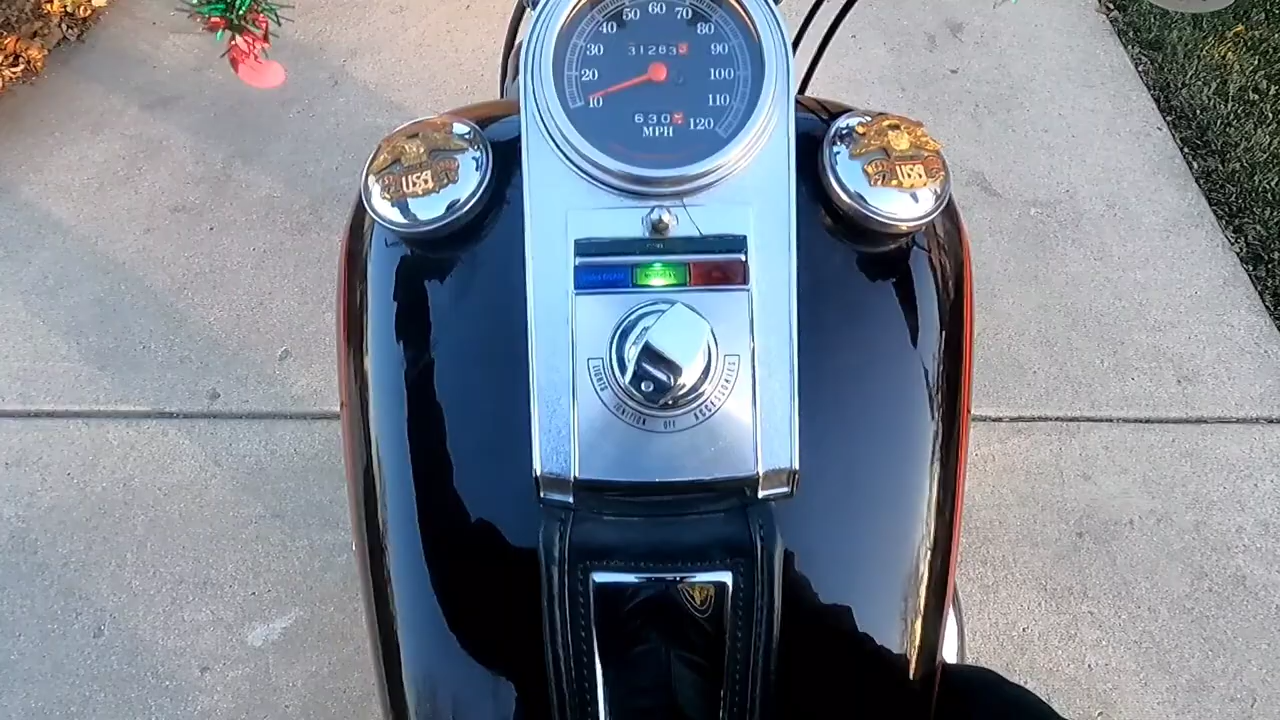 50 60 70
40 80
30 31263 90
20 100
10 110
630 120
MPH
USA
USA
NEUTRAL
LIGHTS IGNITION OFF ACCESSORIES